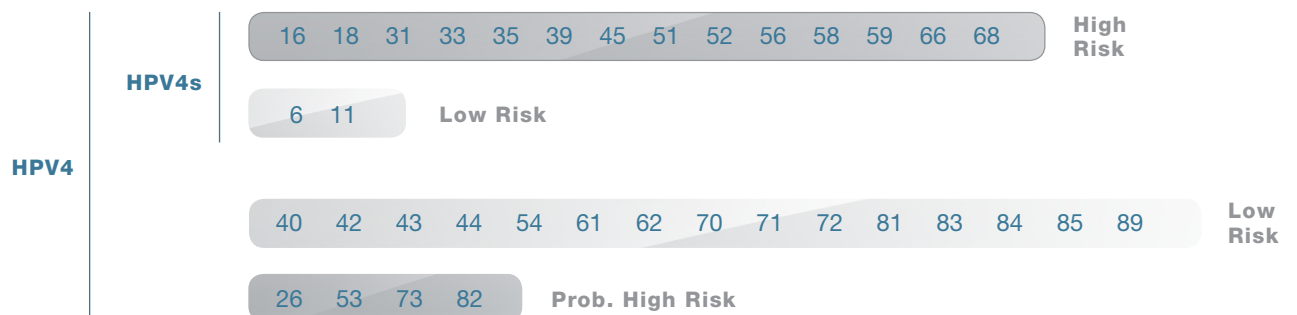 16 18 31 33 35 39 45 51 52 56 58 59 66 68
High
Risk
HPV4s
6 11
Low Risk
HPV4
40 42 43 44 54 61 62 70 71 72 81 83 84 85 89
Low
Risk
26 53 73 82
Prob. High Risk